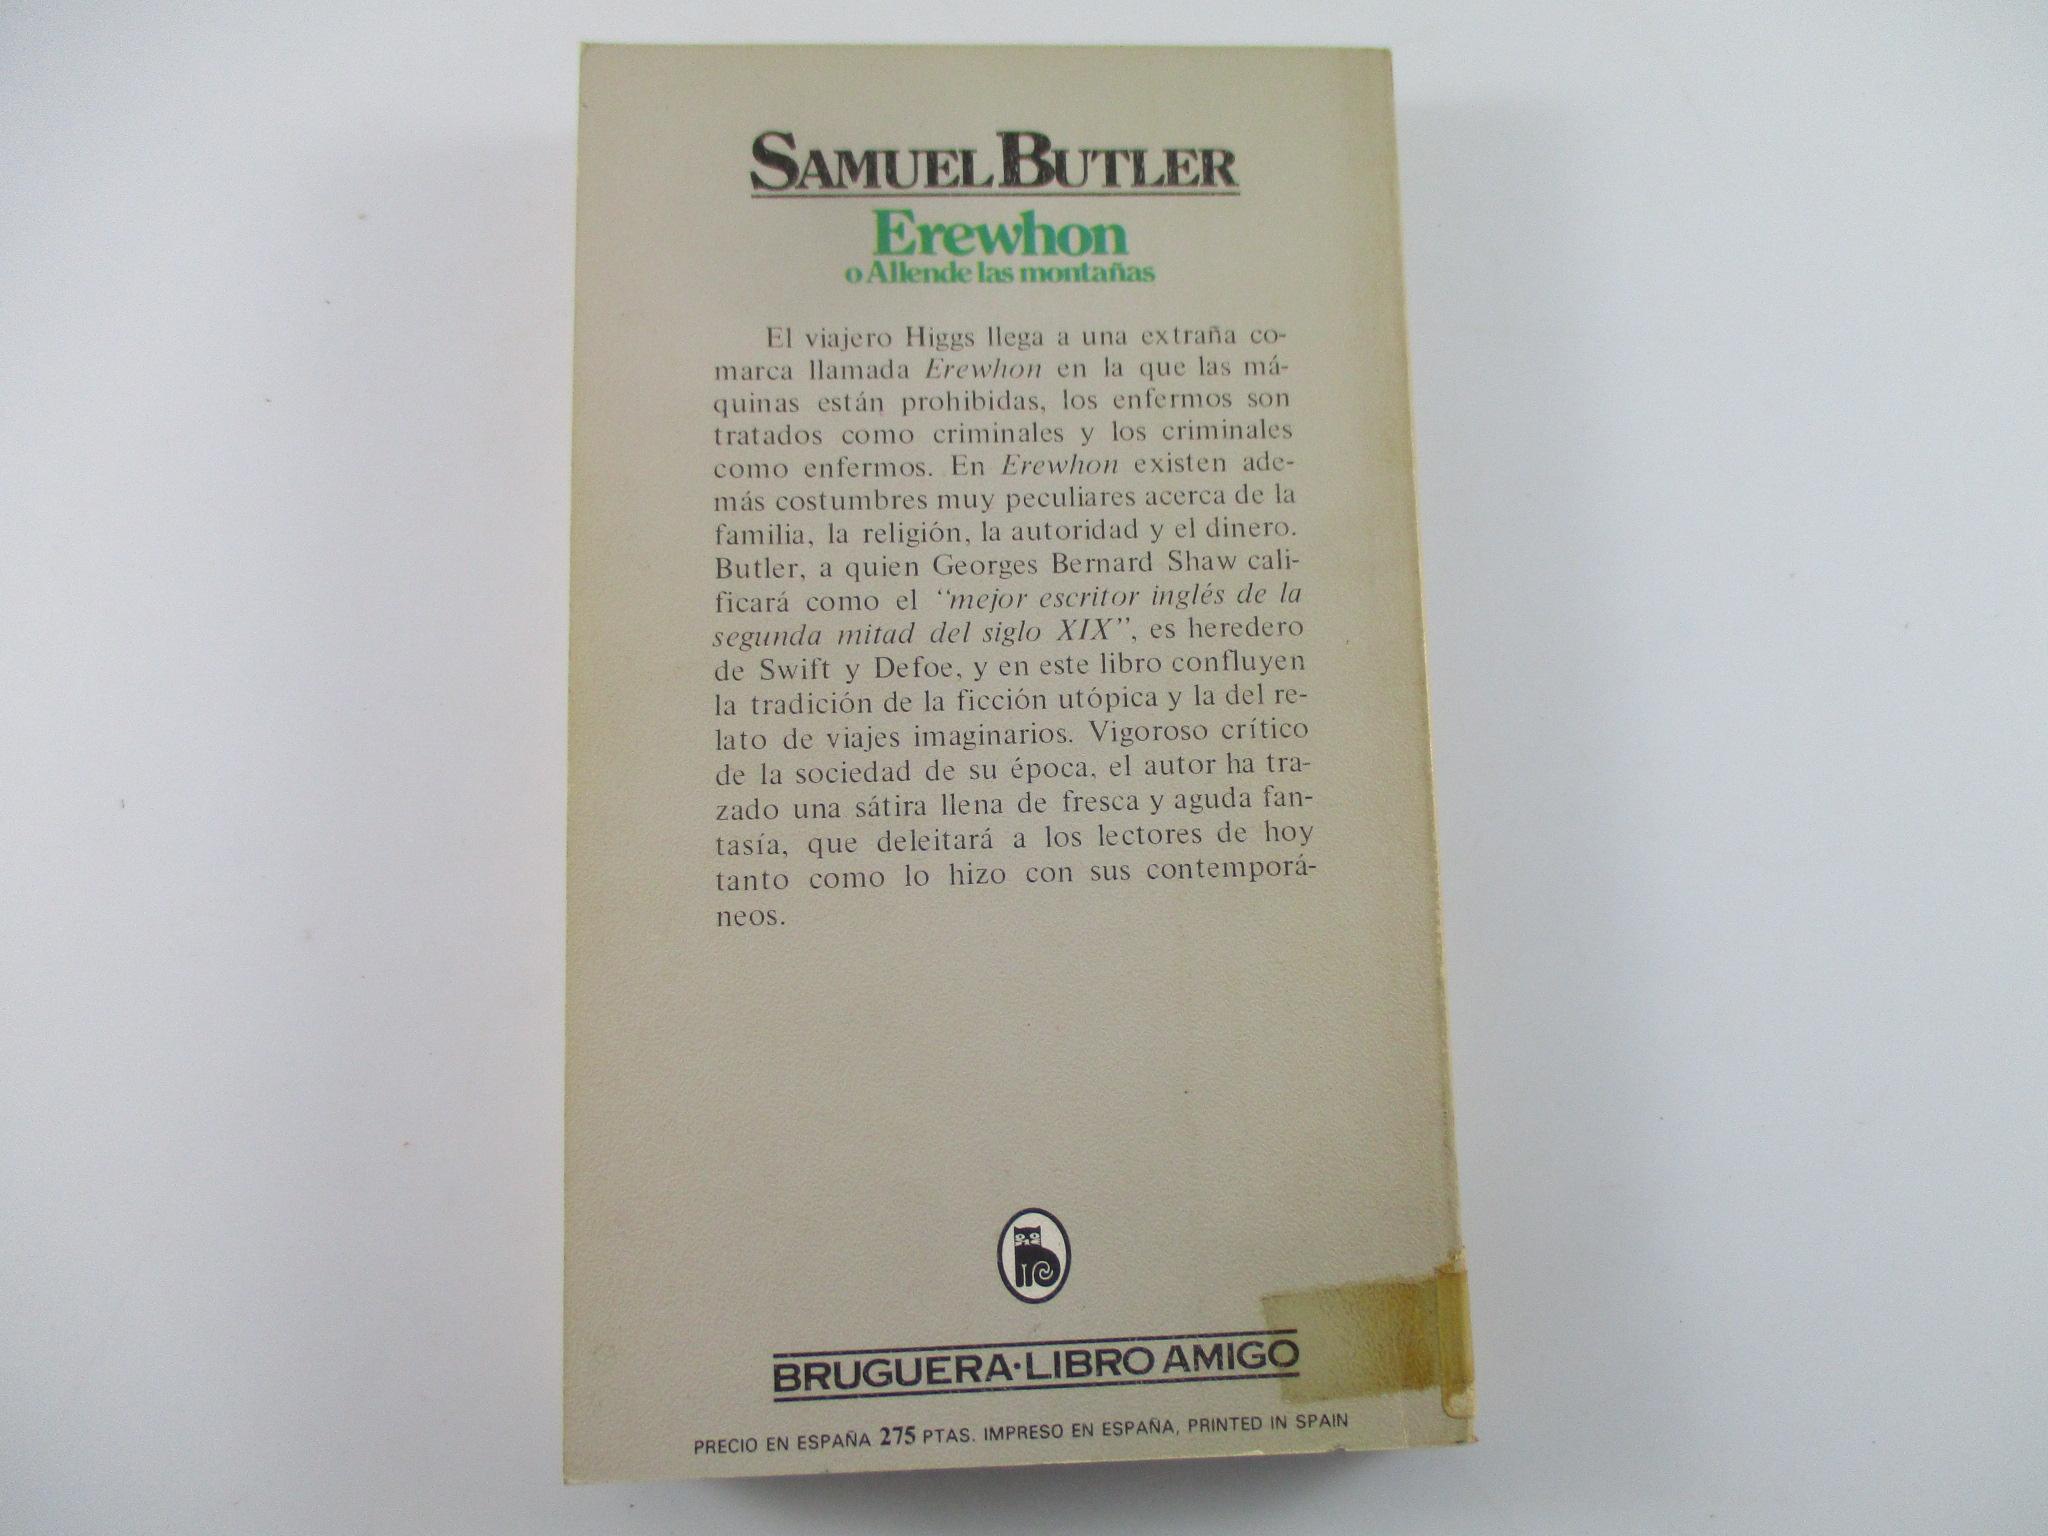 SAMUEL BUTLER
Erewhon
o Allende las montañas
El viajero Higgs llega a una extraña co-
marca llamada Erewhon en la que las má-
quinas están prohibidas, los enfermos son
tratados como criminales y los criminales
como enfermos. En Erewhon existen ade-
más costumbres muy peculiares acerca de la
familia, la religión, la autoridad y el dinero.
Butler, a quien Georges Bernard Shaw cali-
ficará como el “mejor escritor inglés de la
segunda mitad del siglo XIX”, es heredero
de Swift y Defoe, y en este libro confluyen
la tradición de la ficción utópica y la del re-
lato de viajes imaginarios. Vigoroso crítico
de la sociedad de su época, el autor ha tra-
zado una sátira llena de fresca y aguda fan-
tasía, que deleitará a los lectores de hoy
tanto como lo hizo con sus contemporá-
neos.
BRUGUERA·LIBRO AMIGO
PRECIO EN ESPAÑA 275 PTAS. IMPRESO EN ESPAÑA, PRINTED IN SPAIN